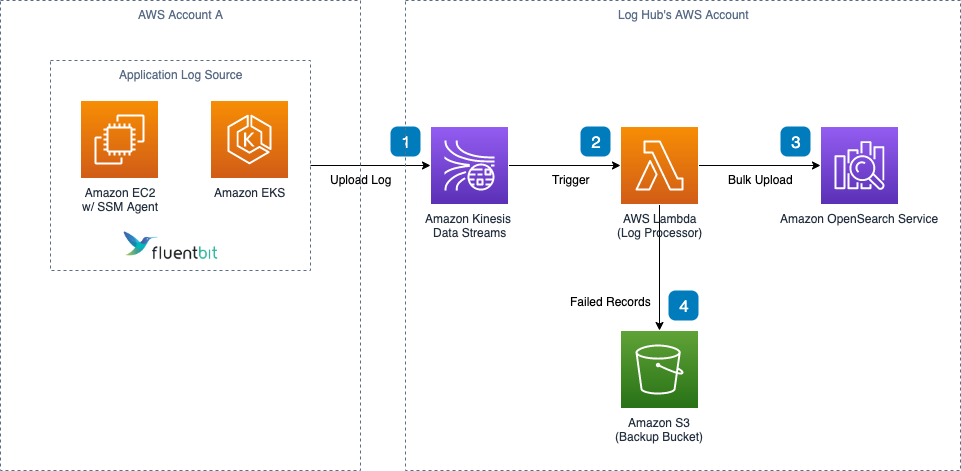 AWS Account A
Log Hub's AWS Account
Application Log Source
Amazon EC2
w/ SSM Agent
Amazon EKS
fluentbit
1
Upload Log
Amazon Kinesis
Data Streams
2
Trigger
AWS Lambda
(Log Processor)
3
Bulk Upload
Amazon OpenSearch Service
Failed Records
4
Amazon S3
(Backup Bucket)